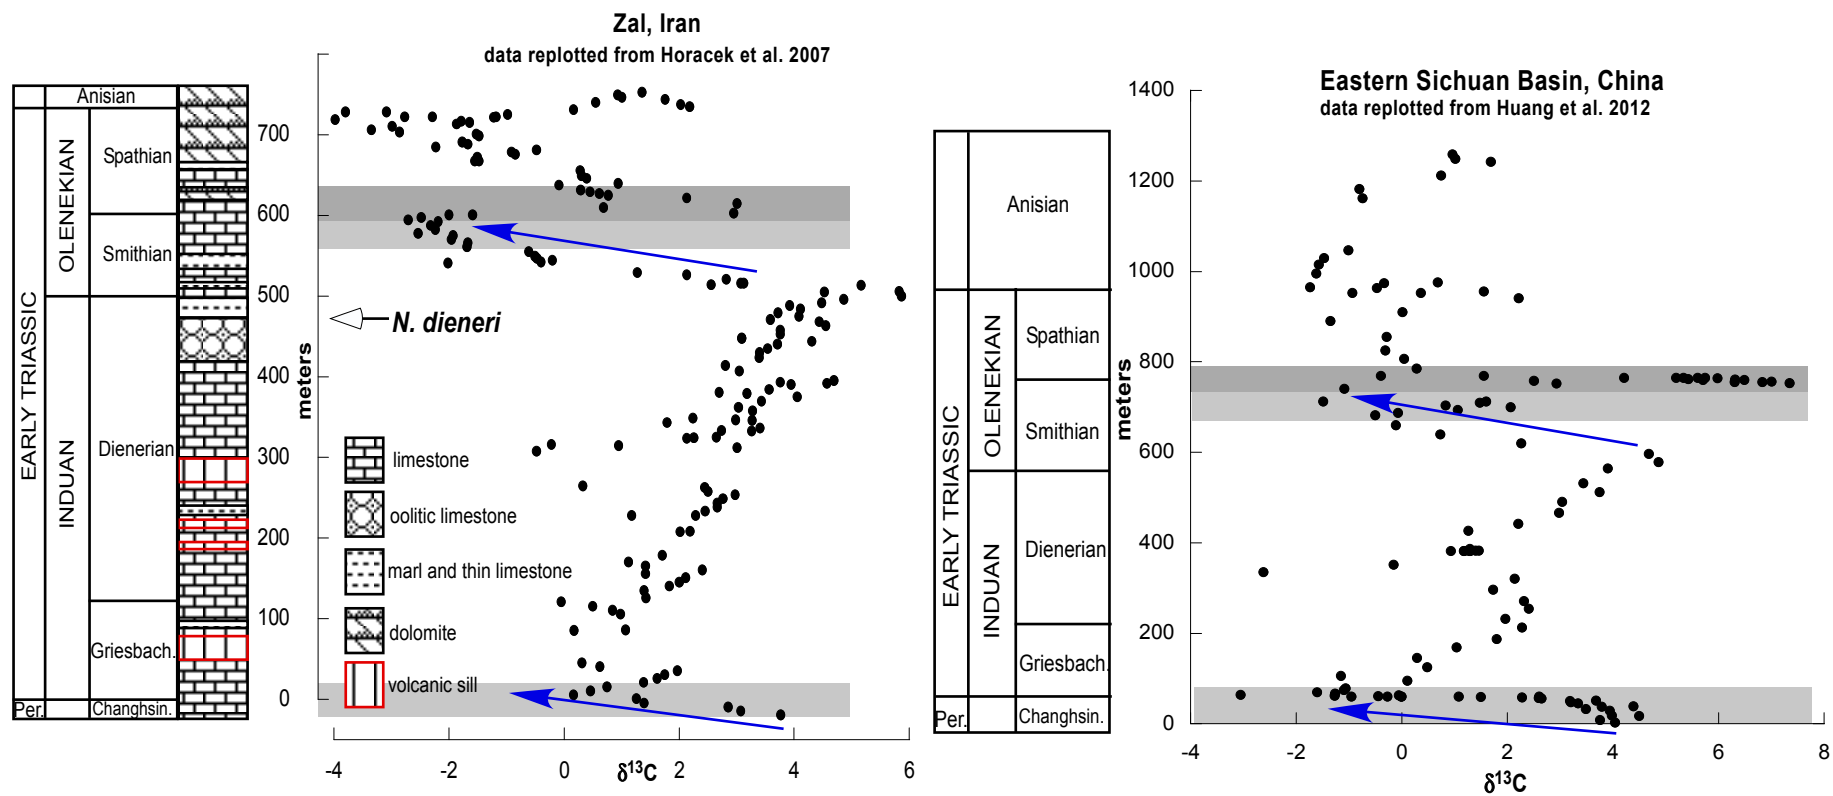 Zal, Iran
data replotted from Horacek et al. 2007
EARLY TRIASSIC
OLENEKIAN
INDUAN
Anisian
Spathian
Smithian
Dienerian
Griesbach.
Per.
Changhsin.
700
600
500
400
300
200
100
0
meters
N. dieneri
limestone
oolitic limestone
marl and thin limestone
dolomite
volcanic sill
-4
-2
0
δ13C
2
4
6
Eastern Sichuan Basin, China
data replotted from Huang et al. 2012
EARLY TRIASSIC
OLENEKIAN
INDUAN
Anisian
Spathian
Smithian
Dienerian
Griesbach.
Per.
Changhsin.
1400
1200
1000
800
600
400
200
0
meters
-4
-2
0
2
4
6
8
δ13C